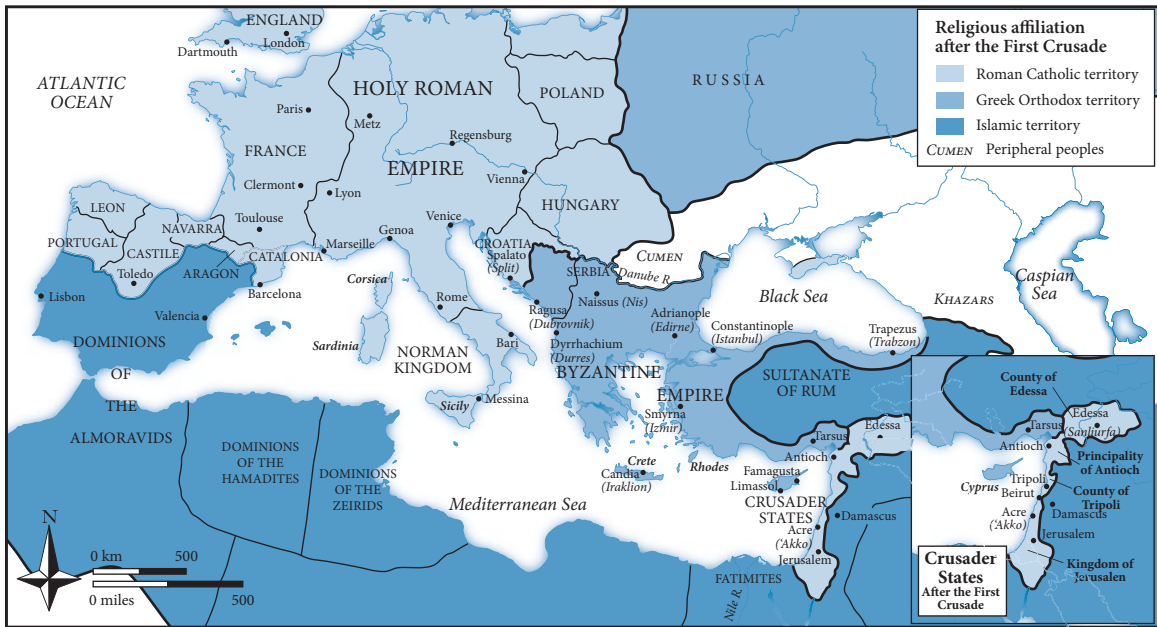 Religious affiliation
after the First Crusade
Roman Catholic territory
Greek Orthodox territory
Islamic territory
CUMEN Peripheral peoples
ENGLAND
London
Dartmouth
ATLANTIC
OCEAN
HOLY ROMAN
EMPIRE
POLAND
RUSSIA
Paris
Metz
Regensburg
FRANCE
Vienna
Clermont
Lyon
HUNGARY
LEON
NAVARRA
Toulouse
Venice
Genoa
PORTUGAL
CASTILE
CATALONIA
Marseille
CROATIA
Spalato
(Split)
SERBIA
CUMEN
Danube R.
Toledo
ARAGON
Corsica
Barcelona
Lisbon
Valencia
Rome
Ragusa
(Dubrovnik)
Naissus (Nis)
Black Sea
KHAZARS
Caspian
Sea
Adrianople
(Edirne)
Constantinople
(Istanbul)
Trapezus
(Trabzon)
Sardinia
Bari
Dyrrhachium
(Durres)
DOMINIONS
OF
THE
ALMORAVIDS
NORMAN
KINGDOM
BYZANTINE
EMPIRE
SULTANATE
OF RUM
Sicily
Messina
Smyrna
(Izmir)
Tarsus
Edessa
Antioch
DOMINIONS
OF THE
HAMADITES
DOMINIONS
OF THE
ZEIRIDS
Crete
Candia
(Iraklion)
Rhodes
Famagusta
Limassol
Mediterranean Sea
CRUSADER
STATES
Acre
('Akko)
Damascus
Jerusalem
FATIMITES
Nile R.
N
0 km 500
0 miles 500
County of
Edessa
Edessa
(Sanliurfa)
Tarsus
Antioch
Principality
of Antioch
Cyprus
Tripoli
Beirut
County of
Tripoli
Acre
('Akko)
Damascus
Jerusalem
Kingdom of
Jerusalen
Crusader
States
After the First
Crusade